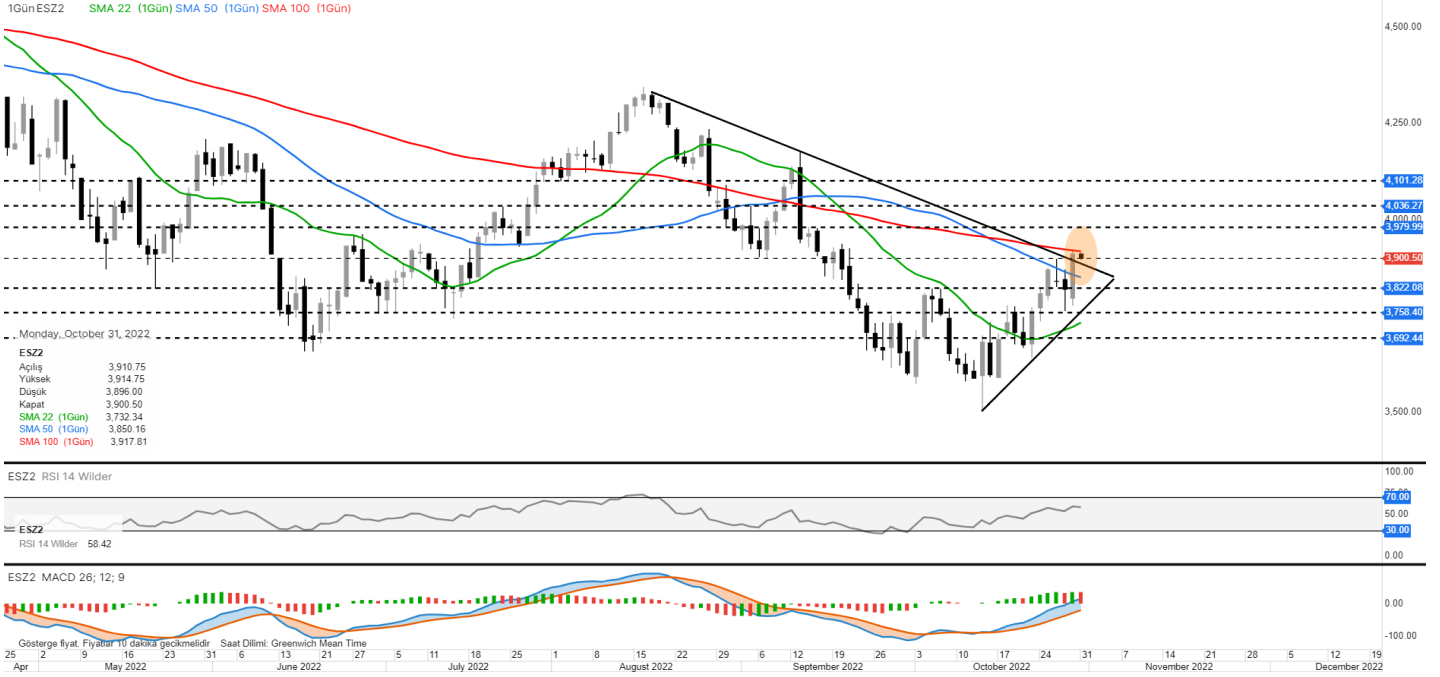 1Gün ESZ2 SMA 22 (1Gün) SMA 50 (1Gün) SMA 100 (1Gün)
4,500.00
4,250.00
4,101.28
4,036.27
4000.00
3,979.99
3,900.50
3,822.08
3,758.40
3,692.44
3,500.00
Monday, October 31, 2022
ESZ2
Açılış 3,910.75
Yüksek 3,914.75
Düşük 3,896.00
Kapat 3,900.50
SMA 22 (1Gün) 3,732.34
SMA 50 (1Gün) 3,850.16
SMA 100 (1Gün) 3,917.81
ESZ2 RSI 14 Wilder
100.00
75.00
70.00
50.00
30.00
0.00
ESZ2
RSI 14 Wilder 58.42
ESZ2 MACD 26; 12; 9
0.00
-100.00
Gösterge fiyat. Fiyatlar 10 dakika gecikmelidir Saat Dilimi: Greenwich Mean Time
25 2 9 16 23 31 6 13 21 27 5 11 18 25 1 8 15 22 29 6 12 19 26 3 10 17 24 31 7 14 21 28 5 12 19
Apr May 2022 June 2022 July 2022 August 2022 September 2022 October 2022 November 2022 December 2022